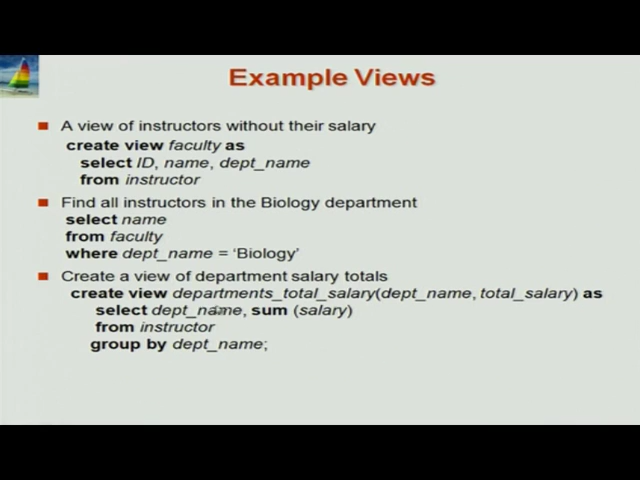 Example Views
A view of instructors without their salary
create view faculty as
select ID, name, dept_name
from instructor
Find all instructors in the Biology department
select name
from faculty
where dept_name = ‘Biology’
Create a view of department salary totals
create view departments_total_salary(dept_name, total_salary) as
select dept_name, sum (salary)
from instructor
group by dept_name;